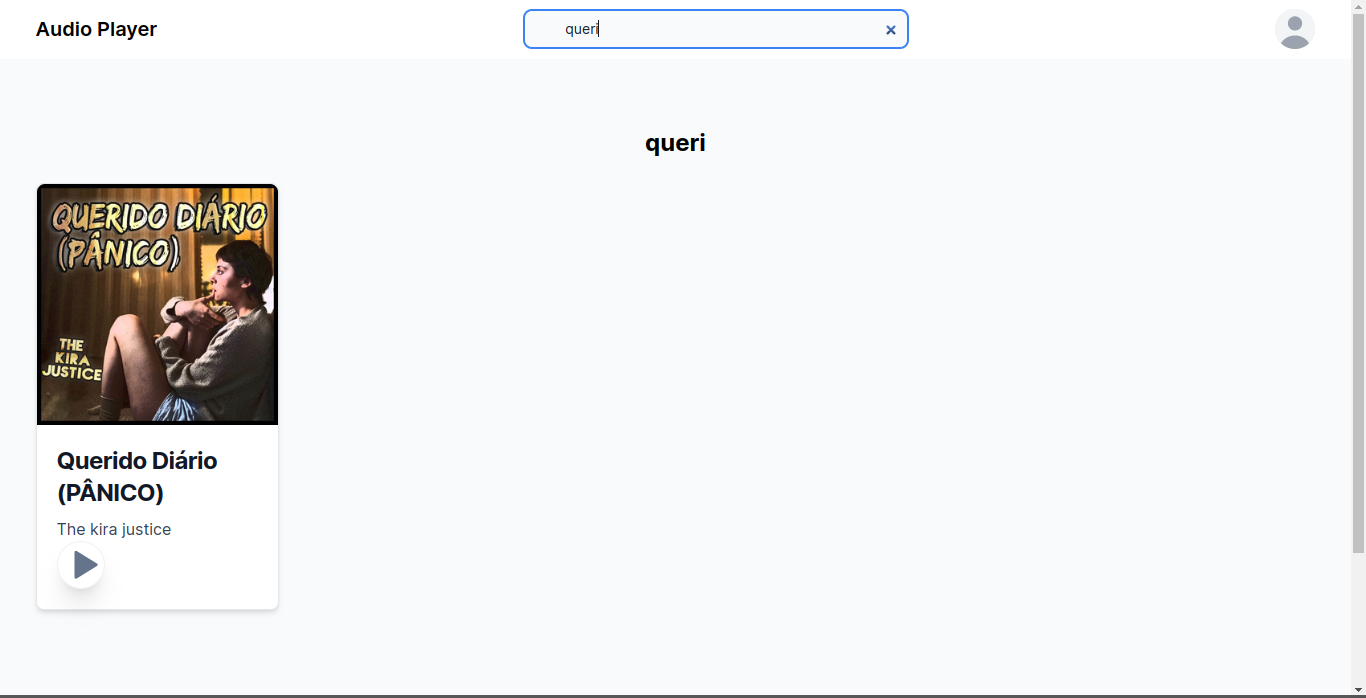 Audio Player
queri
queri
QUERIDO DIÁRIO
(PÂNICO)
THE
KIRA
JUSTICE
Querido Diário
(PÂNICO)
The kira justice